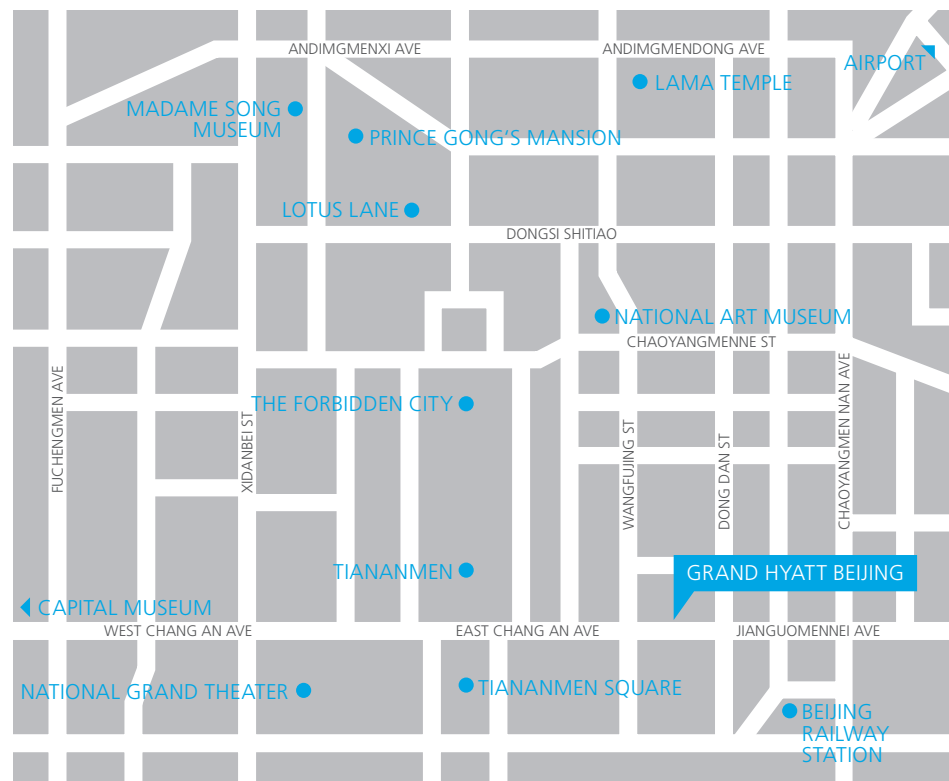 ANDIMGMENXI AVE
ANDIMGMENDONG AVE
AIRPORT
LAMA TEMPLE
MADAME SONG
MUSEUM
PRINCE GONG'S MANSION
LOTUS LANE
DONGSI SHITIAO
NATIONAL ART MUSEUM
CHAOYANGMENNE ST
FUCHENGMEN AVE
XIDANBEI ST
THE FORBIDDEN CITY
WANGFUJING ST
DONG DAN ST
CHAOYANGMEN NAN AVE
TIANANMEN
GRAND HYATT BEIJING
CAPITAL MUSEUM
WEST CHANG AN AVE
EAST CHANG AN AVE
JIANGUOMENNEI AVE
NATIONAL GRAND THEATER
TIANANMEN SQUARE
BEIJING
RAILWAY
STATION